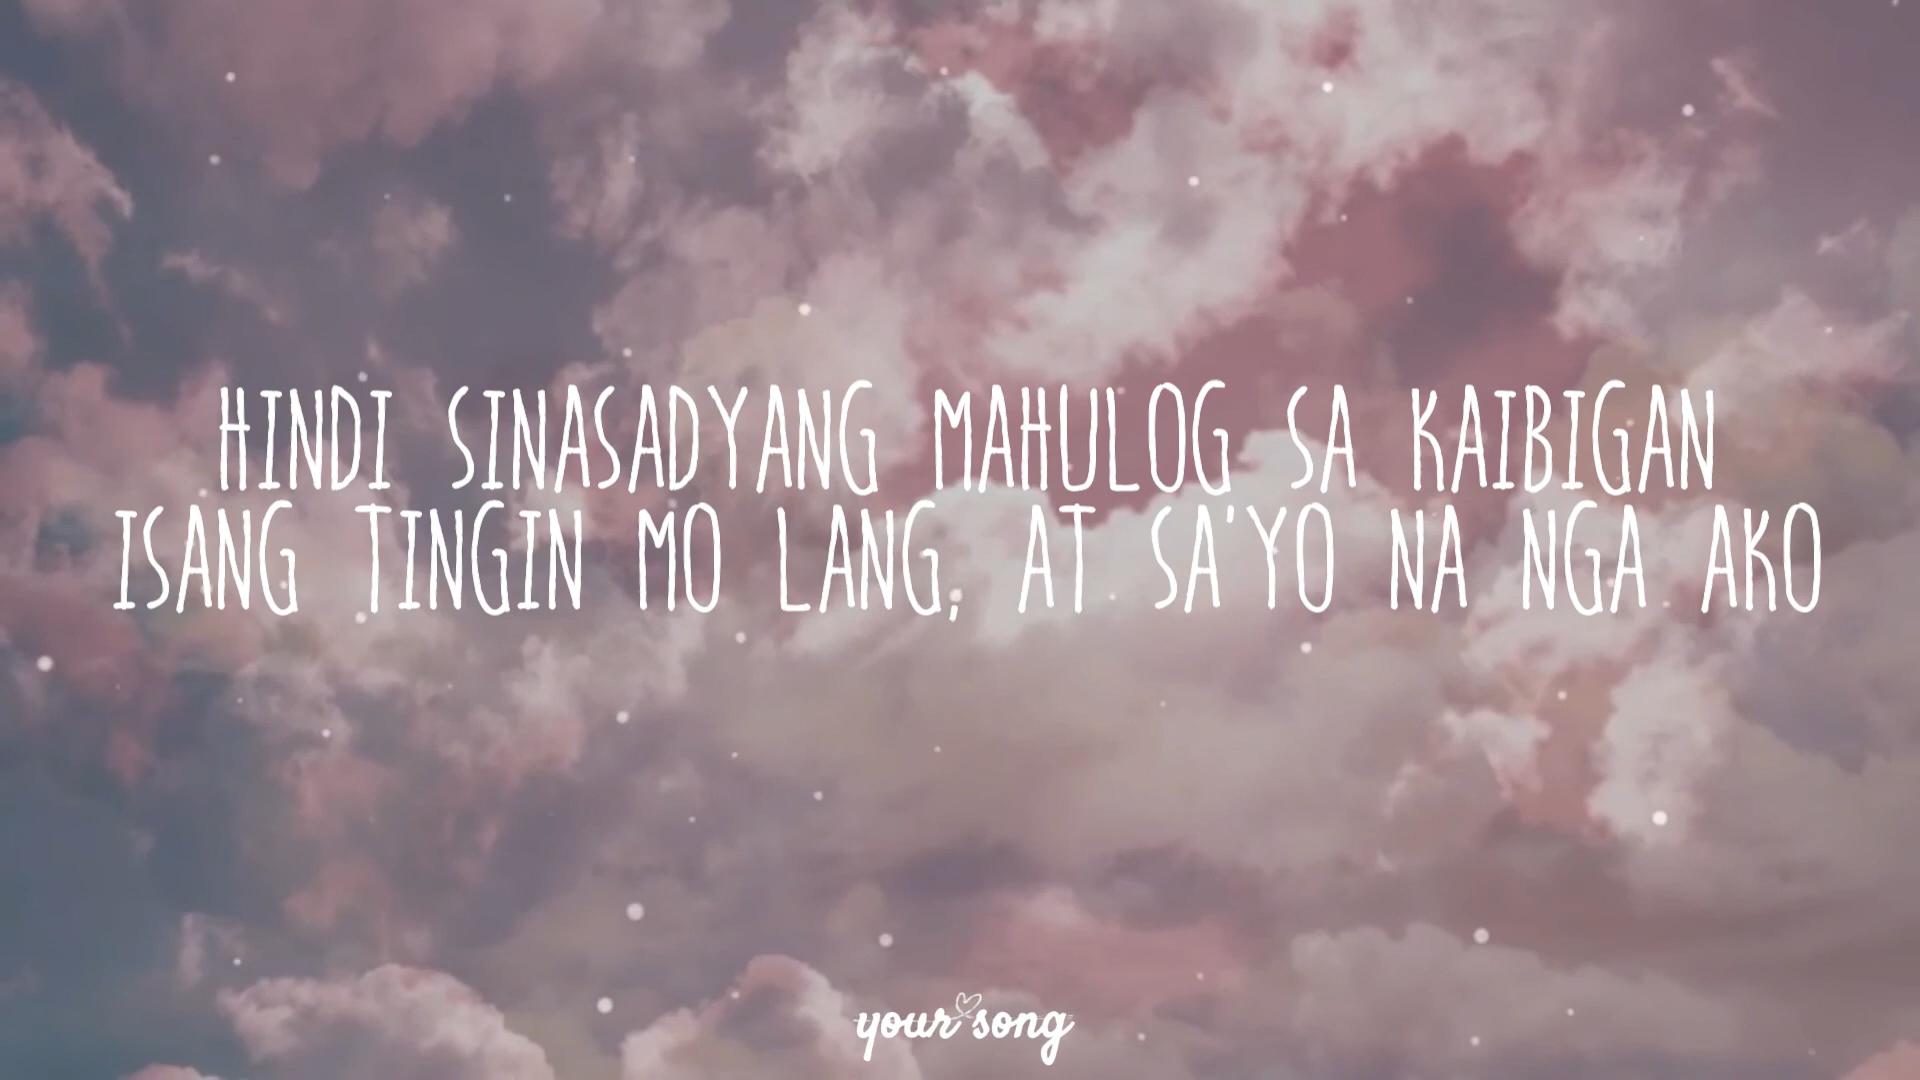 HINDI SINASADYANG MAHULOG SA KAIBIGAN
ISANG TINGIN MO LANG, AT SA'YO NA NGA AKO
your song